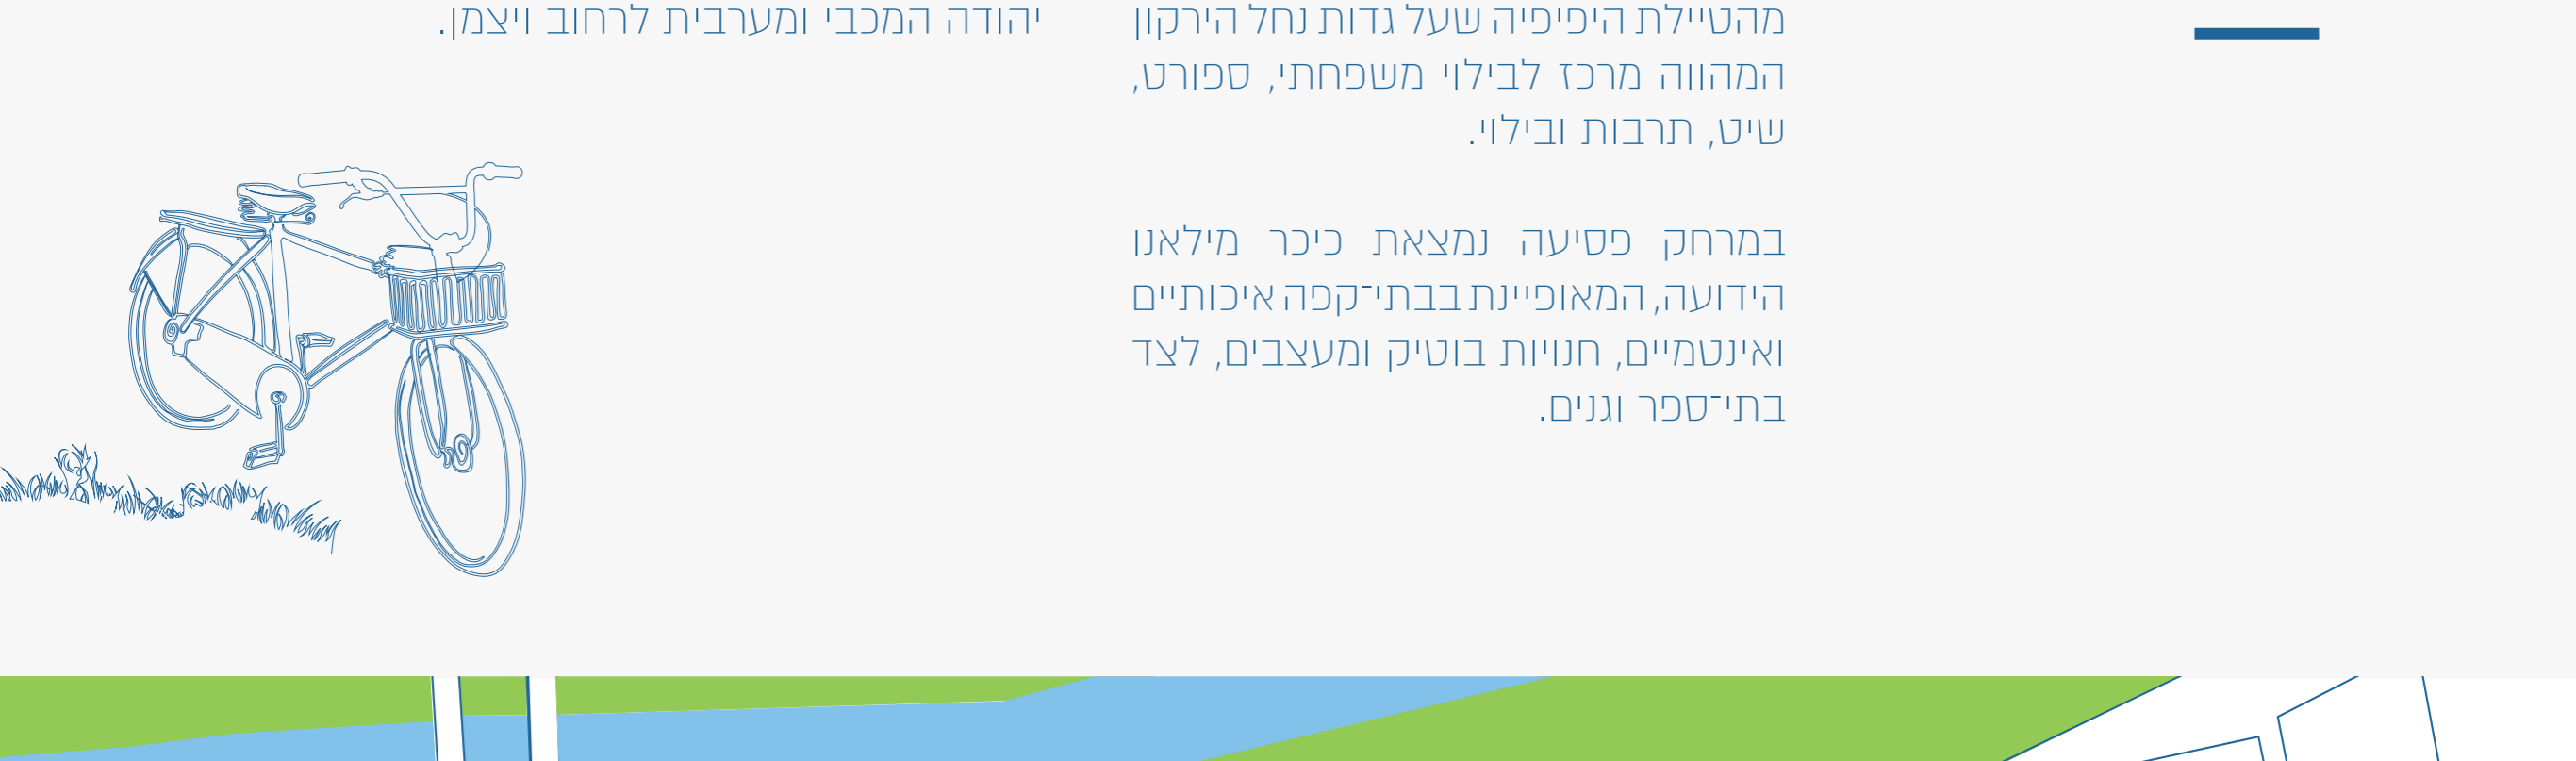 מהטיילת היפיפיה שעל גדות נחל הירקון
המהווה מרכז לבילוי משפחתי, ספורט,
שיט, תרבות ובילוי.
במרחק פסיעה נמצאת כיכר מילאנו
הידועה, המאופיינת בבתי־קפה איכותיים
ואינטמיים, חנויות בוטיק ומעצבים, לצד
בתי־ספר וגנים.
יהודה המכבי ומערבית לרחוב ויצמן.